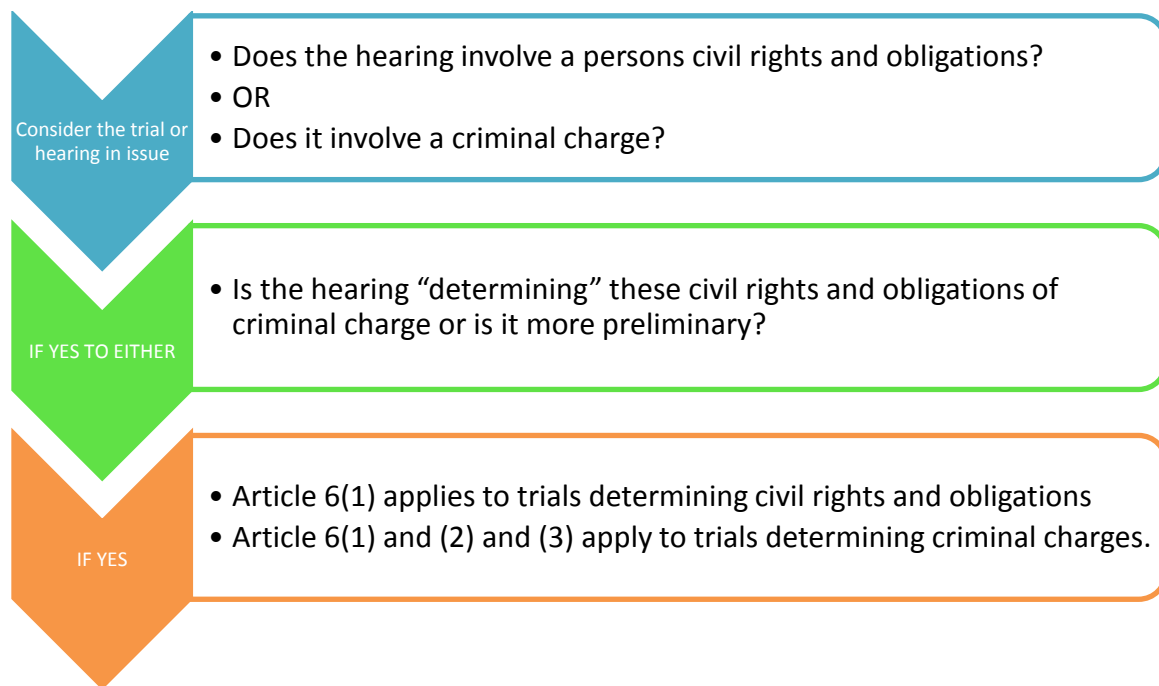 Consider the trial or
hearing in issue
• Does the hearing involve a persons civil rights and obligations?
• OR
• Does it involve a criminal charge?
IF YES TO EITHER
• Is the hearing “determining” these civil rights and obligations of
criminal charge or is it more preliminary?
IF YES
• Article 6(1) applies to trials determining civil rights and obligations
• Article 6(1) and (2) and (3) apply to trials determining criminal charges.